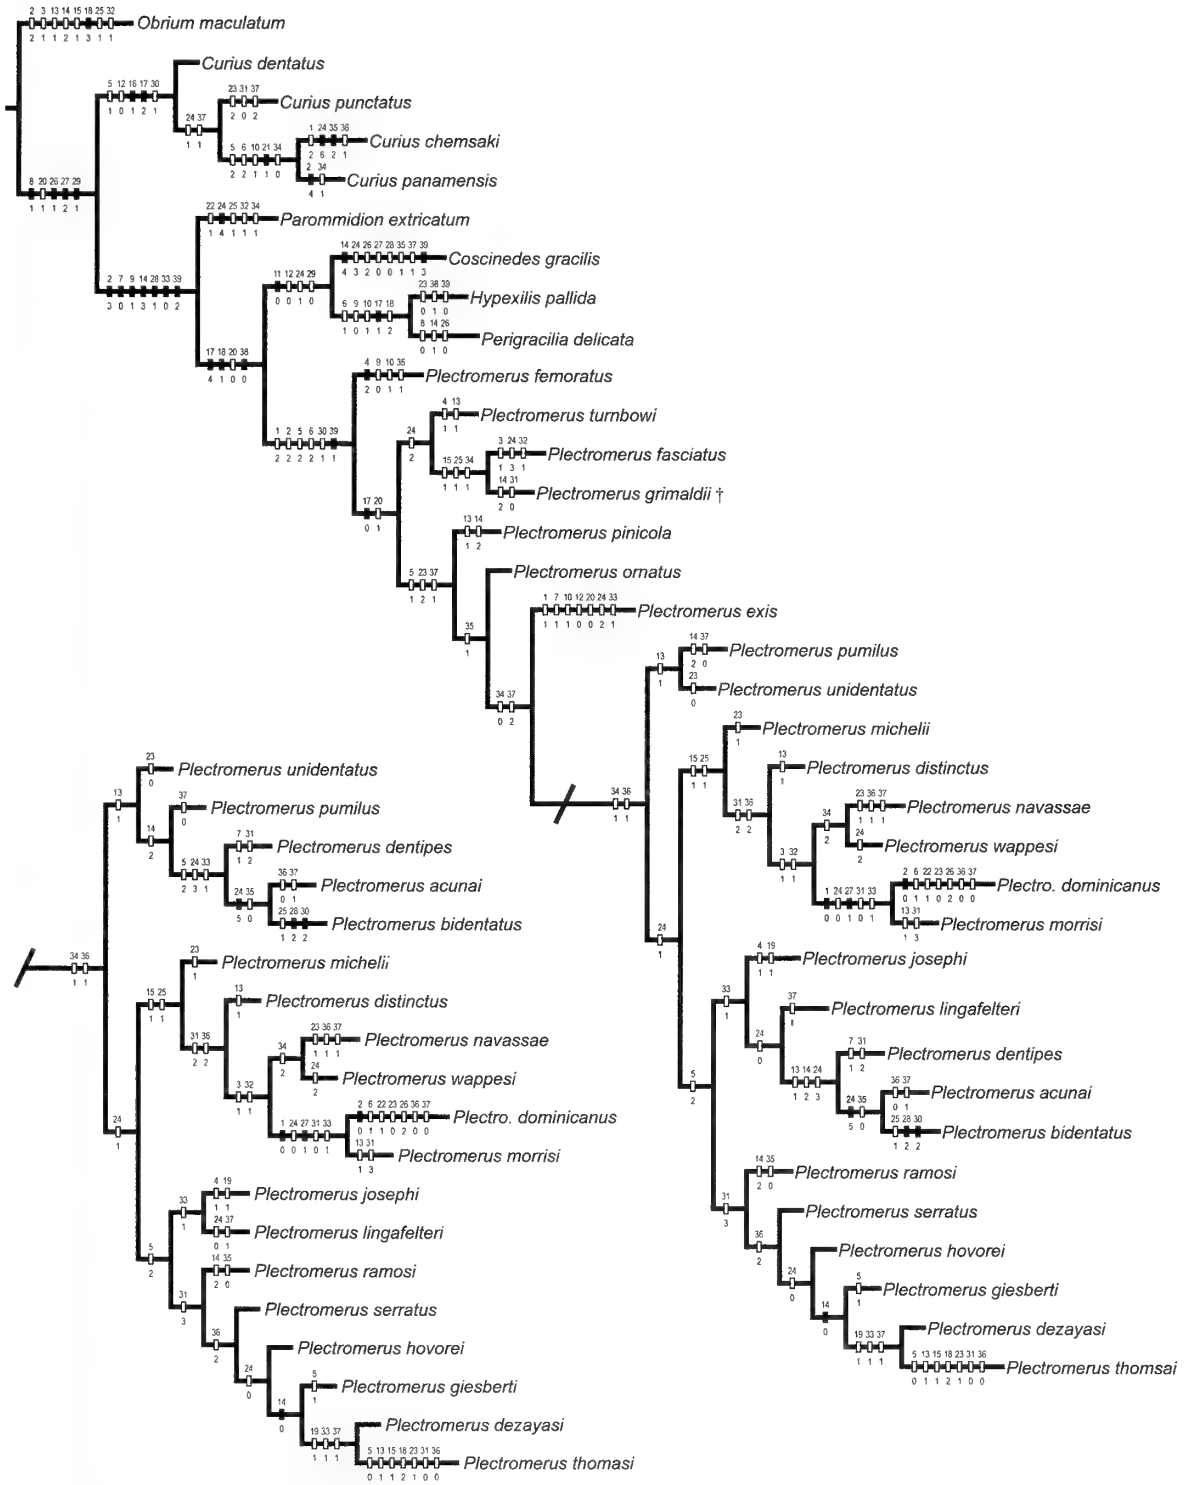 2 3 13 14 15 18 25 32
Obrium maculatum
2 1 1 2 1 3 1 1
Curius dentatus
5 12 16 17 30
1 0 1 2 1
23 31 37
Curius punctatus
2 0 2
24 37
1 1
1 24 35 36
Curius chemsaki
2 6 2 1
5 6 10 21 34
2 2 1 1 0
2 34
Curius panamensis
4 1
8 20 26 27 29
1 1 1 2 1
22 24 25 32 34
Parommidion extricatum
1 4 1 1 1
14 24 26 27 28 35 37 39
Coscinedes gracilis
4 3 2 0 0 1 1 3
2 7 9 14 28 33 39
3 0 1 3 1 0 2
11 12 24 29
0 0 1 0
23 38 39
Hypexilis pallida
0 1 0
6 9 10 17 18
1 0 1 1 2
8 14 26
Perigracilia delicata
0 1 0
17 18 20 38
4 1 0 0
4 9 10 35
Plectromerus femoratus
2 0 1 1
4 13
Plectromerus turnbowi
1 1
1 2 5 6 30 39
2 2 2 2 1 1
24
2
3 24 32
Plectromerus fasciatus
1 3 1
15 25 34
1 1 1
14 31
Plectromerus grimaldii †
2 0
17 20
0 1
13 14
Plectromerus pinicola
1 2
Plectromerus ornatus
5 23 37
1 2 1
1 7 10 12 20 24 33
Plectromerus exis
1 1 1 0 0 2 1
35
1
14 37
Plectromerus pumilus
2 0
13
1
23
Plectromerus unidentatus
0
34 37
0 2
23
Plectromerus michelii
1
15 25
1 1
13
Plectromerus distinctus
1
34 36
1 1
31 36
2 2
23 36 37
Plectromerus navassae
1 1 1
34
2
24
Plectromerus wappesi
2
3 32
1 1
2 6 22 23 26 36 37
Plectro. dominicanus
0 1 1 0 2 0 0
1 24 27 31 33
0 0 1 0 1
13 31
Plectromerus morrisi
1 3
24
1
4 19
Plectromerus josephi
1 1
33
1
37
Plectromerus lingafelteri
1
24
0
7 31
Plectromerus dentipes
1 2
13 14 24
1 2 3
36 37
Plectromerus acunai
0 1
24 35
5 0
25 28 30
Plectromerus bidentatus
1 2 2
5
2
14 35
Plectromerus ramosi
2 0
31
3
Plectromerus serratus
36
2
Plectromerus hovorei
24
0
5
Plectromerus giesberti
1
14
0
Plectromerus dezayasi
19 33 37
1 1 1
5 13 15 18 23 31 36
Plectromerus thomsai
0 1 1 2 1 0 0
23
Plectromerus unidentatus
0
13
1
37
Plectromerus pumilus
0
14
2
7 31
Plectromerus dentipes
1 2
5 24 33
2 3 1
36 37
Plectromerus acunai
0 1
24 35
5 0
25 28 30
Plectromerus bidentatus
1 2 2
34 36
1 1
23
Plectromerus michelii
1
15 25
1 1
13
Plectromerus distinctus
1
31 36
2 2
23 36 37
Plectromerus navassae
1 1 1
34
2
24
Plectromerus wappesi
2
3 32
1 1
2 6 22 23 26 36 37
Plectro. dominicanus
0 1 1 0 2 0 0
1 24 27 31 33
0 0 1 0 1
13 31
Plectromerus morrisi
1 3
24
1
4 19
Plectromerus josephi
1 1
33
1
24 37
Plectromerus lingafelteri
0 1
5
2
14 35
Plectromerus ramosi
2 0
31
3
Plectromerus serratus
36
2
Plectromerus hovorei
24
0
5
Plectromerus giesberti
1
14
0
Plectromerus dezayasi
19 33 37
1 1 1
5 13 15 18 23 31 36
Plectromerus thomasi
0 1 1 2 1 0 0